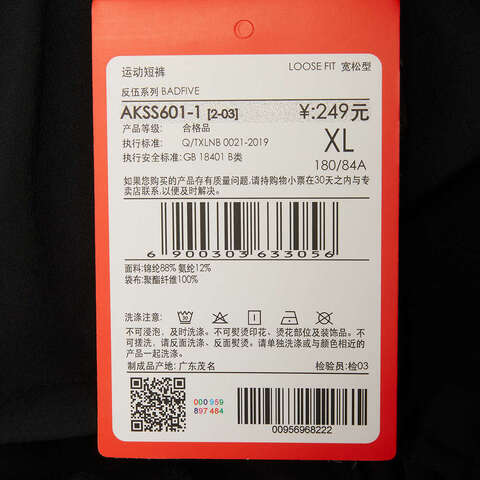 运动短裤
LOOSE FIT 宽松型
反伍系列 BADFIVE
AKSS601-1 [2-03]
¥:249元
产品等级: 合格品
XL
执行标准: Q/TXLNB 0021-2019
执行安全标准: GB 18401 B类
180/84A
如果您购买的产品存有质量问题,请持购物小票在30天之内与专
卖店联系,以便及时解决。
6 900303 633056
面料:锦纶88% 氨纶12%
袋布:聚酯纤维100%
洗涤注意:
不可浸泡、及时洗涤、不可熨烫印花、烫花部位及装饰品。不
可搓洗、请反面洗涤、反面熨烫。请单独洗涤或与颜色相近的
产品一起洗涤。
制成品产地: 广东茂名
检验员:检03
000 959
897 484
00956968222